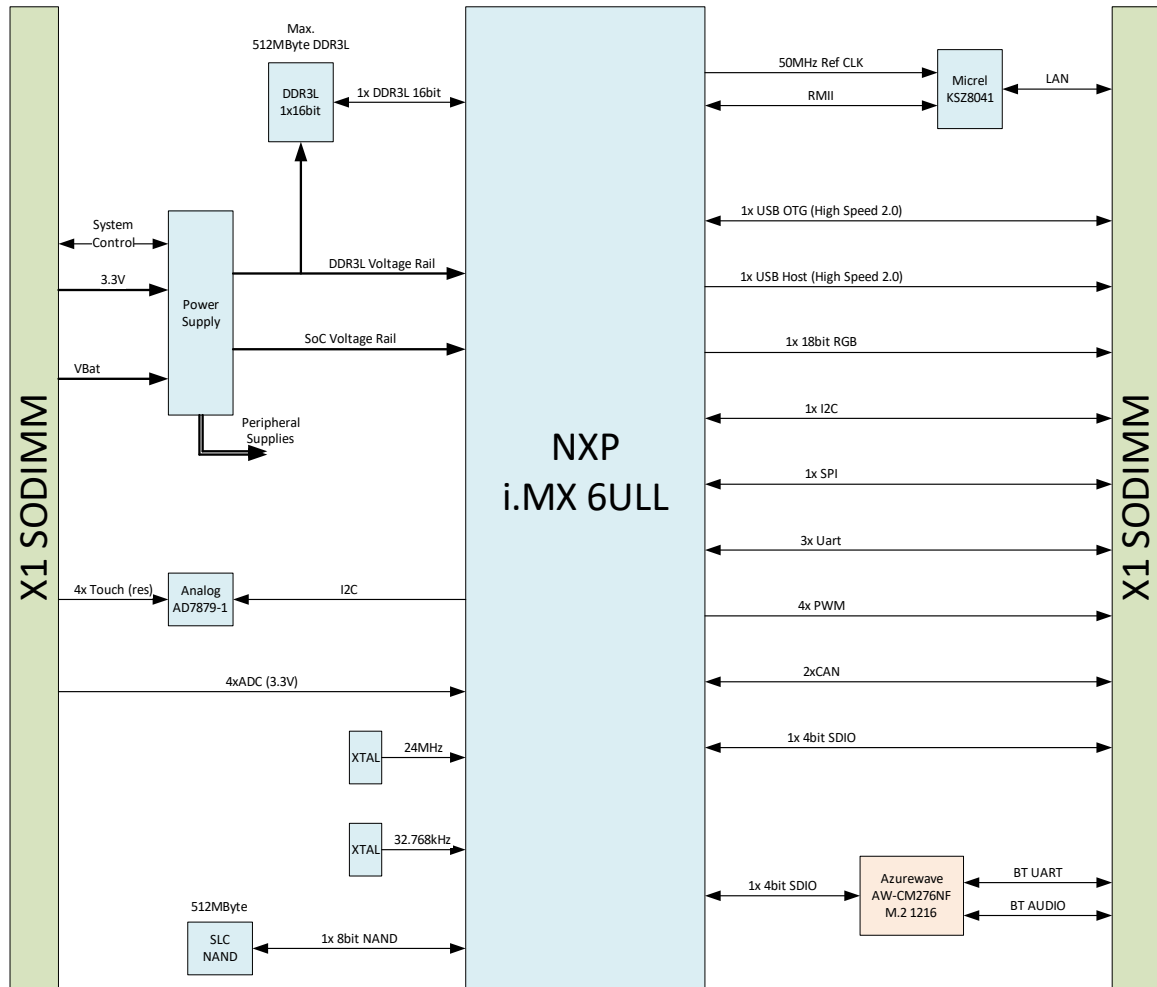 Max.
512MByte DDR3L
DDR3L
1x16bit
1x DDR3L 16bit
50MHz Ref CLK
RMII
Micrel
KSZ8041
LAN
System
Control
3.3V
VBat
Power
Supply
DDR3L Voltage Rail
SoC Voltage Rail
Peripheral
Supplies
1x USB OTG (High Speed 2.0)
1x USB Host (High Speed 2.0)
1x 18bit RGB
1x I2C
1x SPI
3x Uart
4x PWM
2xCAN
1x 4bit SDIO
X1 SODIMM
NXP
i.MX 6ULL
X1 SODIMM
4x Touch (res)
Analog
AD7879-1
I2C
4xADC (3.3V)
XTAL
24MHz
XTAL
32.768kHz
512MByte
SLC
NAND
1x 8bit NAND
1x 4bit SDIO
Azurewave
AW-CM276NF
M.2 1216
BT UART
BT AUDIO